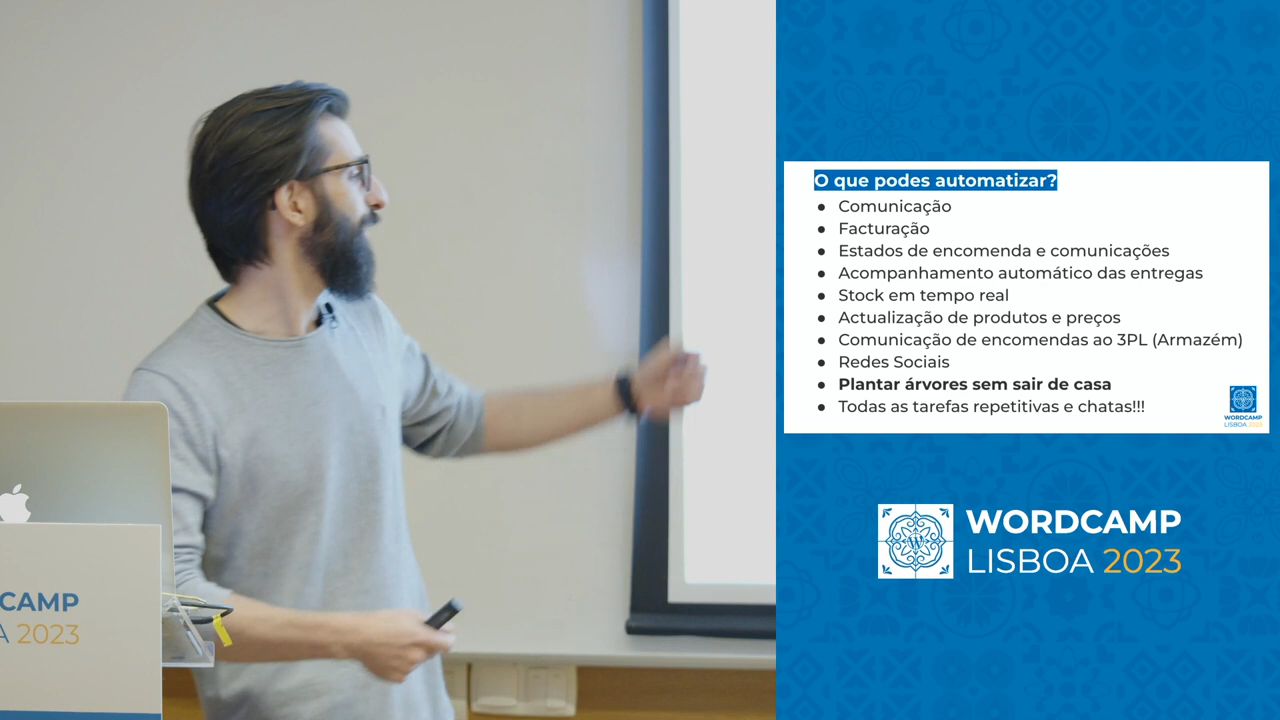 CAMP
A 2023
O que podes automatizar?
● Comunicação
● Facturação
● Estados de encomenda e comunicações
● Acompanhamento automático das entregas
● Stock em tempo real
● Actualização de produtos e preços
● Comunicação de encomendas ao 3PL (Armazém)
● Redes Sociais
● Plantar árvores sem sair de casa
● Todas as tarefas repetitivas e chatas!!!
WORDCAMP
LISBOA 2023
WORDCAMP
LISBOA 2023